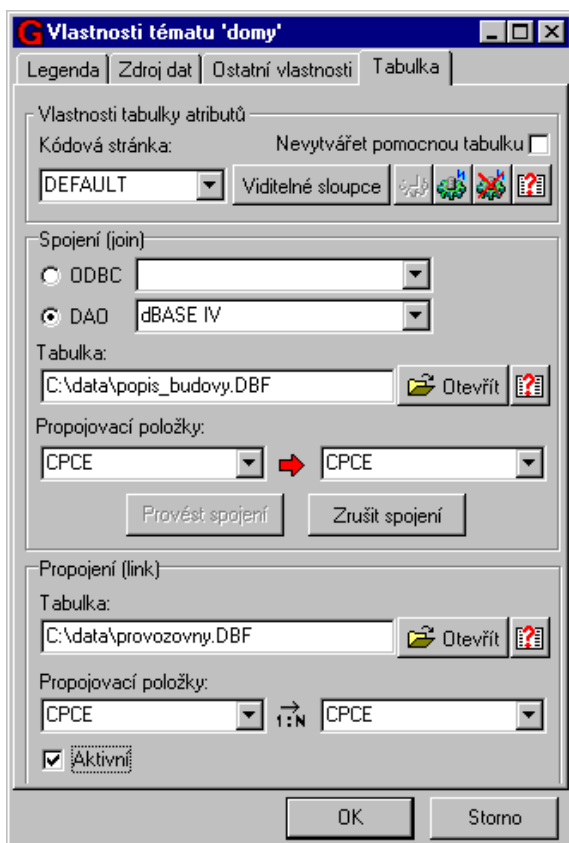 G Vlastnosti tématu 'domy'
Legenda Zdroj dat Ostatní vlastnosti Tabulka
Vlastnosti tabulky atributů
Kódová stránka: Nevytvářet pomocnou tabulku
DEFAULT Viditelné sloupce
Spojení (join)
ODBC
DAO dBASE IV
Tabulka:
C:\data\popis_budovy.DBF Otevřít
Propojovací položky:
CPCE CPCE
Provést spojení Zrušit spojení
Propojení (link)
Tabulka:
C:\data\provozovny.DBF Otevřít
Propojovací položky:
CPCE 1:N CPCE
Aktivní
OK Storno